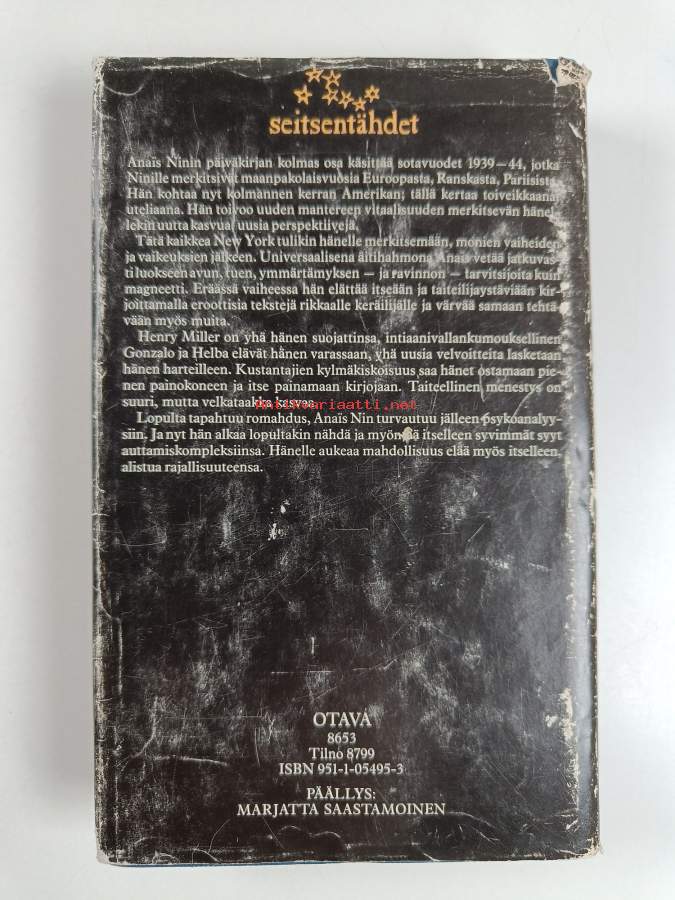 seitsentähdet
Anaïs Ninin päiväkirjan kolmas osa käsittää sotavuodet 1939–44, jotka
Ninille merkitsivät maanpakolaisvuosia Euroopasta, Ranskasta, Pariisista.
Hän kohtaa nyt kolmannen kerran Amerikan; tällä kertaa toiveikkaana,
uteliaana. Hän toivoo uuden mantereen vitaalisuuden merkitsevän hänel-
lekin uutta kasvua, uusia perspektiivejä.
Tätä kaikkea New York tulikin hänelle merkitsemään, monien vaiheiden
ja vaikeuksien jälkeen. Universaalisena äitihahmona Anaïs vetää jatkuvas-
ti luokseen avun, tuen, ymmärtämyksen — ja ravinnon — tarvitsijoita kuin
magneetti. Eräässä vaiheessa hän elättää itseään ja taiteilijaystäviään kir-
joittamalla eroottisia tekstejä rikkaalle keräilijälle ja värvää samaan tehtä-
vään myös muita.
Henry Miller on yhä hänen suojattinsa, intiaanivallankumouksellinen
Gonzalo ja Helba elävät hänen varassaan, yhä uusia velvoitteita lasketaan
hänen harteilleen. Kustantajien kylmäkiskoisuus saa hänet ostamaan pie-
nen painokoneen ja itse painamaan kirjojaan. Taiteellinen menestys on
suuri, mutta velkataakka kasvaa.
Antikvariaatti.net
Lopulta tapahtuu romahdus, Anaïs Nin turvautuu jälleen psykoanalyy-
siin. Ja nyt hän alkaa lopultakin nähdä ja myöntää itselleen syvimmät syyt
auttamiskompleksiinsa. Hänelle aukeaa mahdollisuus elää myös itselleen,
alistua rajallisuuteensa.
OTAVA
8653
Tilno 8799
ISBN 951-1-05495-3
PÄÄLLYS:
MARJATTA SAASTAMOINEN